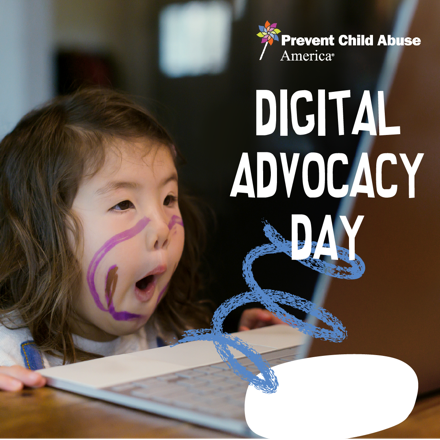 Prevent Child Abuse
America®
DIGITAL
ADVOCACY
DAY